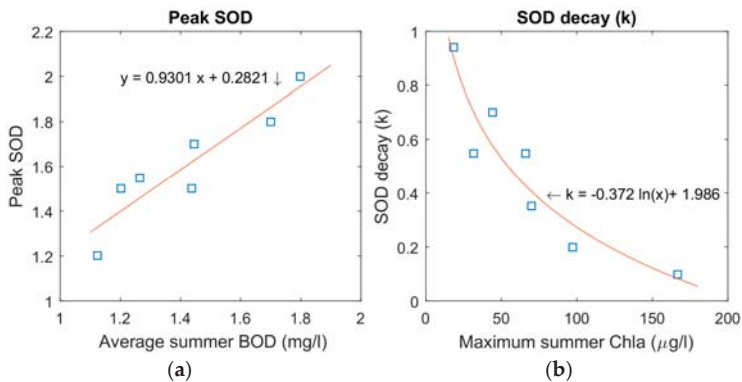 Peak SOD
2.2
2
1.8
1.6
1.4
1.2
1
Peak SOD
y = 0.9301 x + 0.2821 ↓
1 1.2 1.4 1.6 1.8 2
Average summer BOD (mg/l)
(a)
SOD decay (k)
1
0.8
0.6
0.4
0.2
0
SOD decay (k)
← k = -0.372 ln(x)+ 1.986
0 50 100 150 200
Maximum summer Chla (μg/l)
(b)